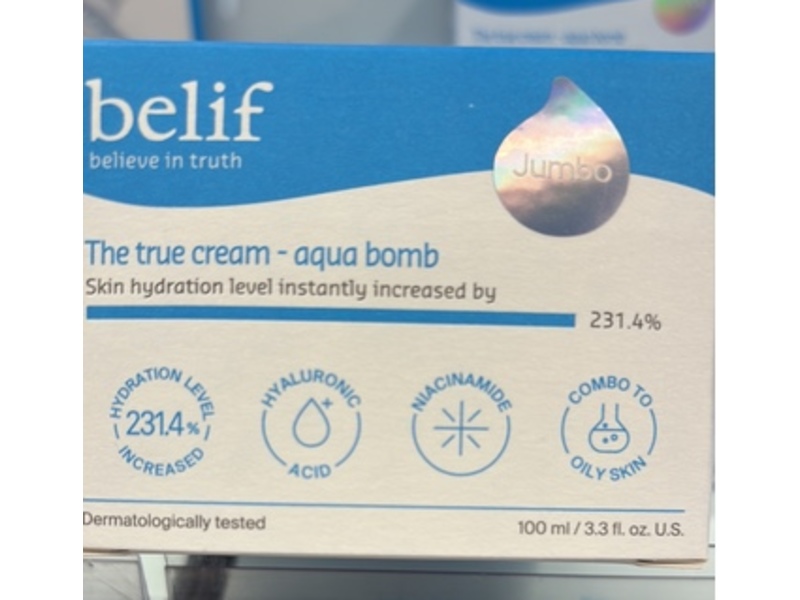 belif
believe in truth
Jumbo
The true cream - aqua bomb
Skin hydration level instantly increased by
231.4%
HYDRATION LEVEL
231.4%
INCREASED
HYALURONIC
ACID
NIACINAMIDE
COMBO TO
OILY SKIN
Dermatologically tested
100 ml / 3.3 fl. oz. U.S.